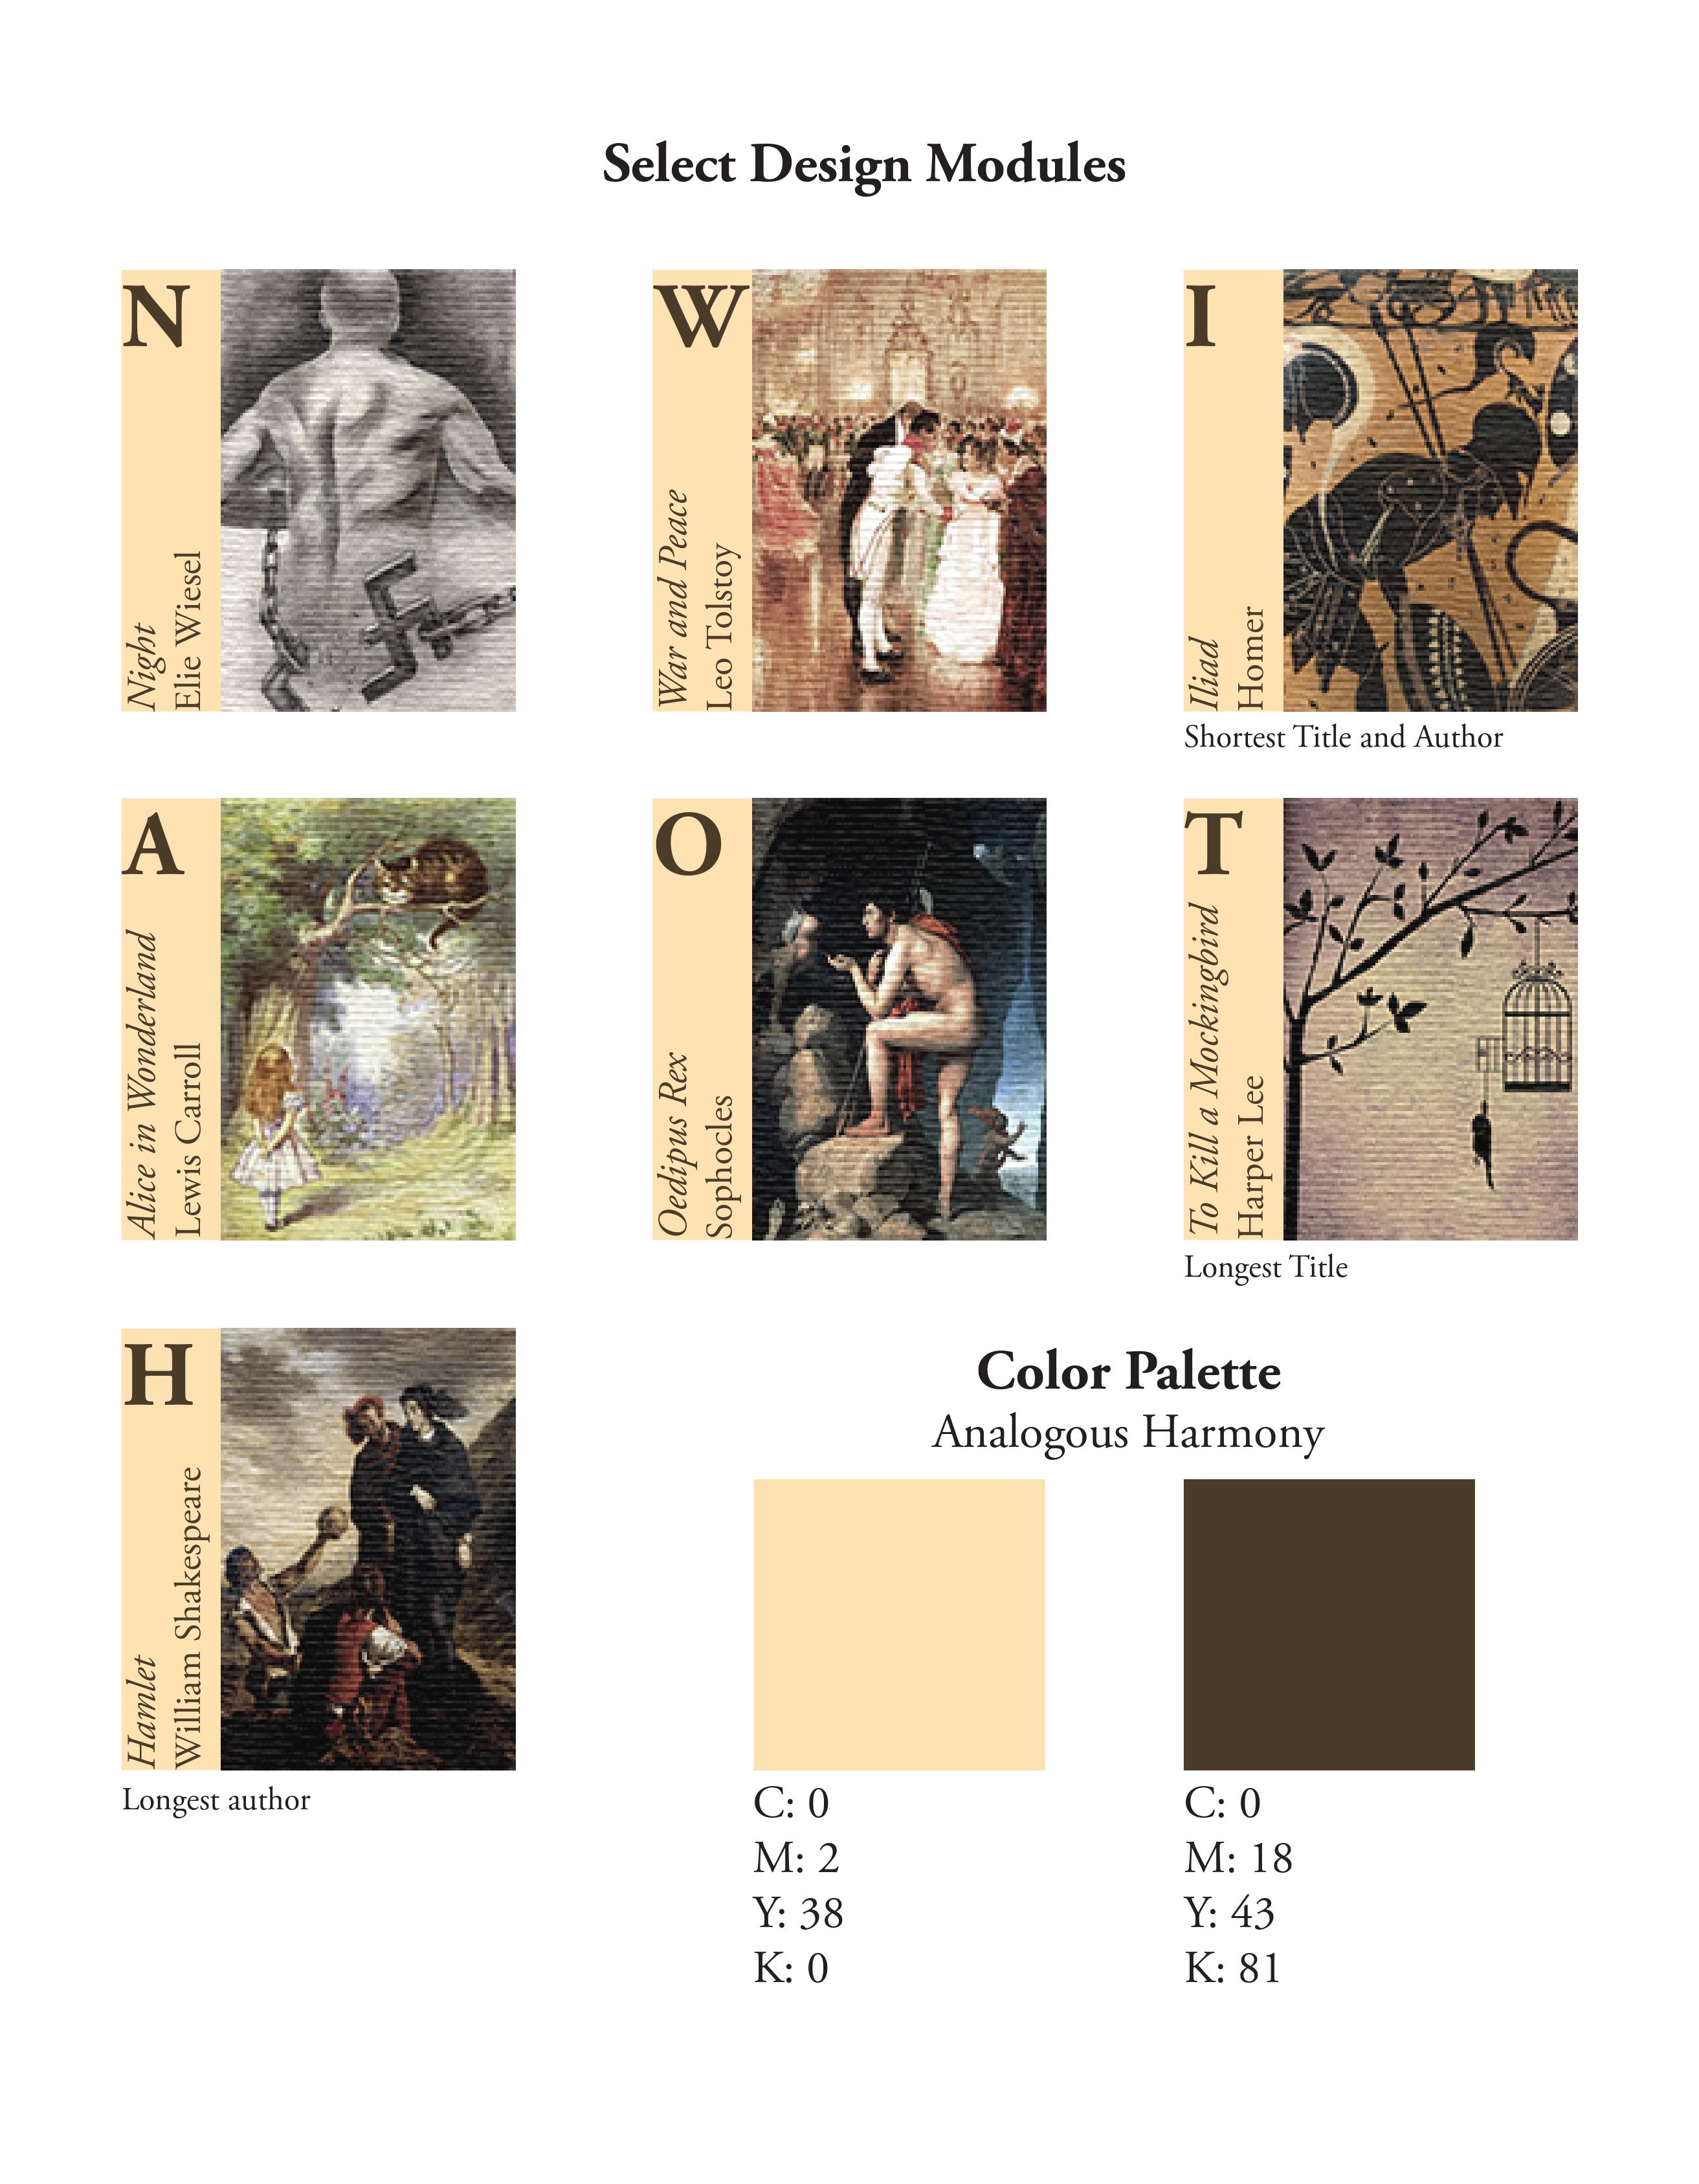 Select Design Modules
N
Night
Elie Wiesel
W
War and Peace
Leo Tolstoy
I
Iliad
Homer
Shortest Title and Author
A
Alice in Wonderland
Lewis Carroll
O
Oedipus Rex
Sophocles
T
To Kill a Mockingbird
Harper Lee
Longest Title
H
Hamlet
William Shakespeare
Longest author
Color Palette
Analogous Harmony
C: 0
M: 2
Y: 38
K: 0
C: 0
M: 18
Y: 43
K: 81